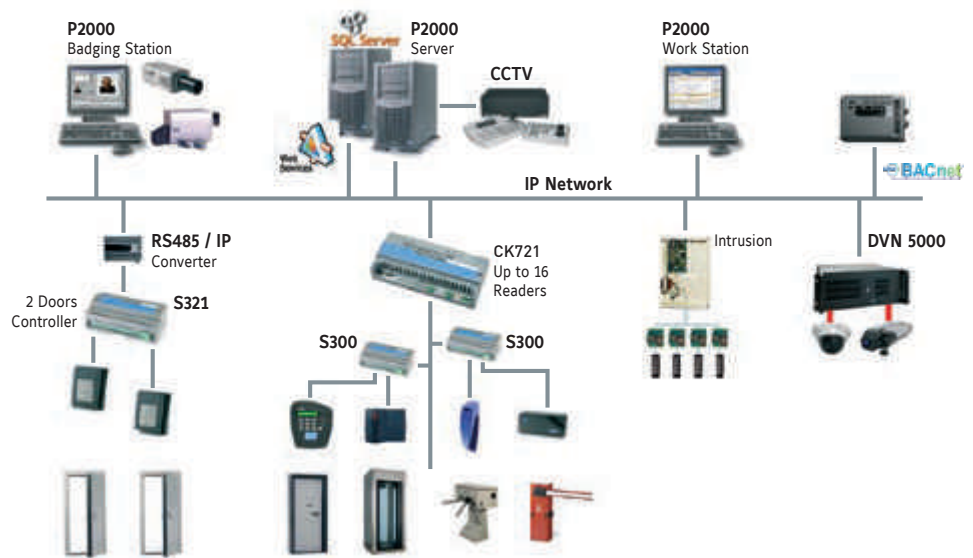 P2000
Badging Station
SQL Server
P2000
Server
CCTV
P2000
Work Station
Web
Services
IP Network
BACnet
RS485 / IP
Converter
2 Doors
Controller
S321
CK721
Up to 16
Readers
S300
S300
Intrusion
DVN 5000